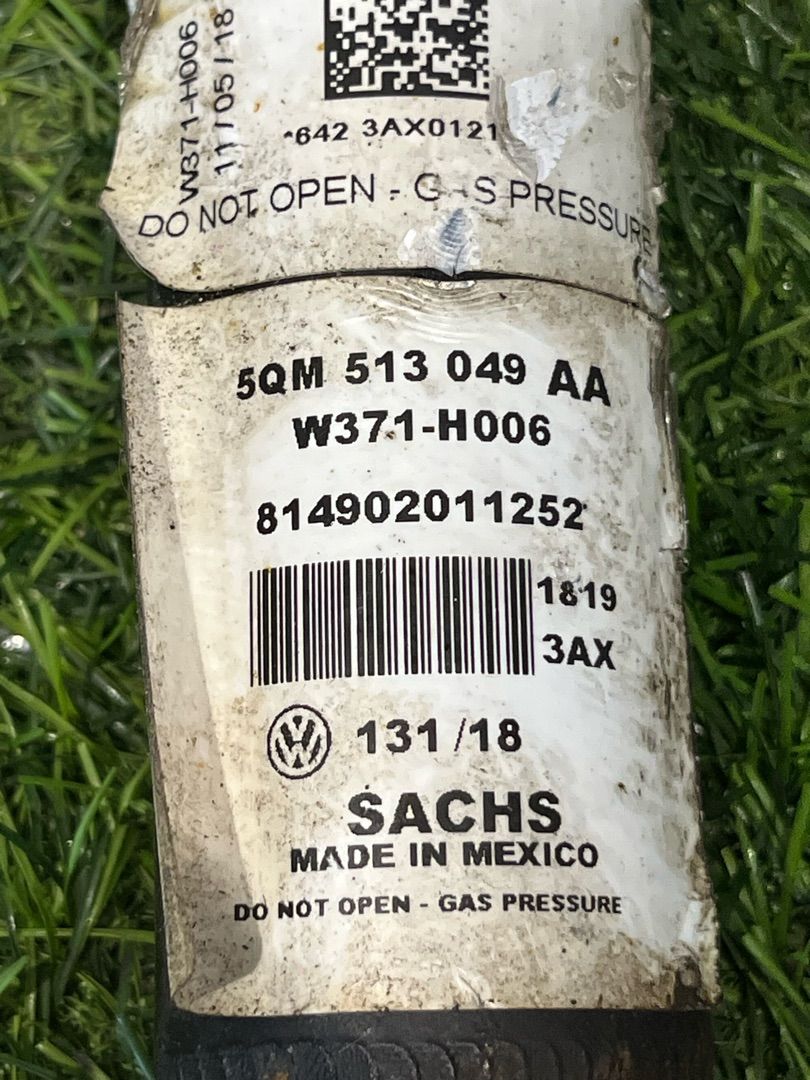 W371-H006
11/05/18
*642 3AX0121
DO NOT OPEN - GAS PRESSURE
5QM 513 049 AA
W371-H006
814902011252
1819
3AX
131/18
SACHS
MADE IN MEXICO
DO NOT OPEN - GAS PRESSURE